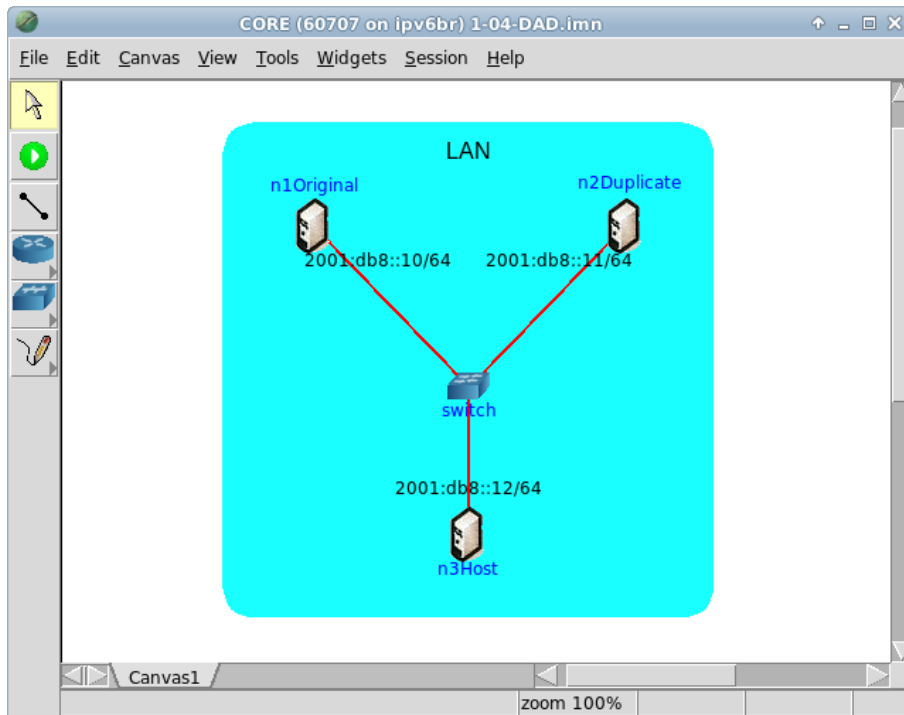 CORE (60707 on ipv6br) 1-04-DAD.imn
File Edit Canvas View Tools Widgets Session Help
LAN
n1Original
n2Duplicate
2001:db8::10/64
2001:db8::11/64
switch
2001:db8::12/64
n3Host
Canvas1
zoom 100%